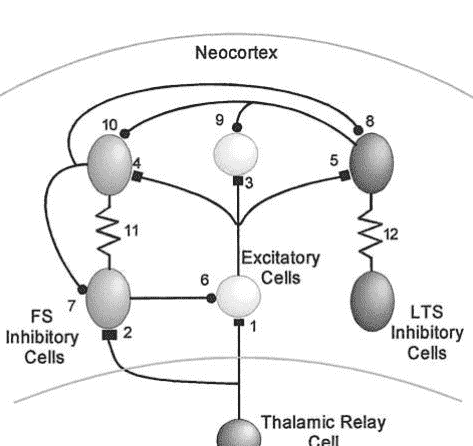 Neocortex
10
9
8
4
3
5
11
12
Excitatory
Cells
6
7
FS
Inhibitory
Cells
2
1
LTS
Inhibitory
Cells
Thalamic Relay
Cell